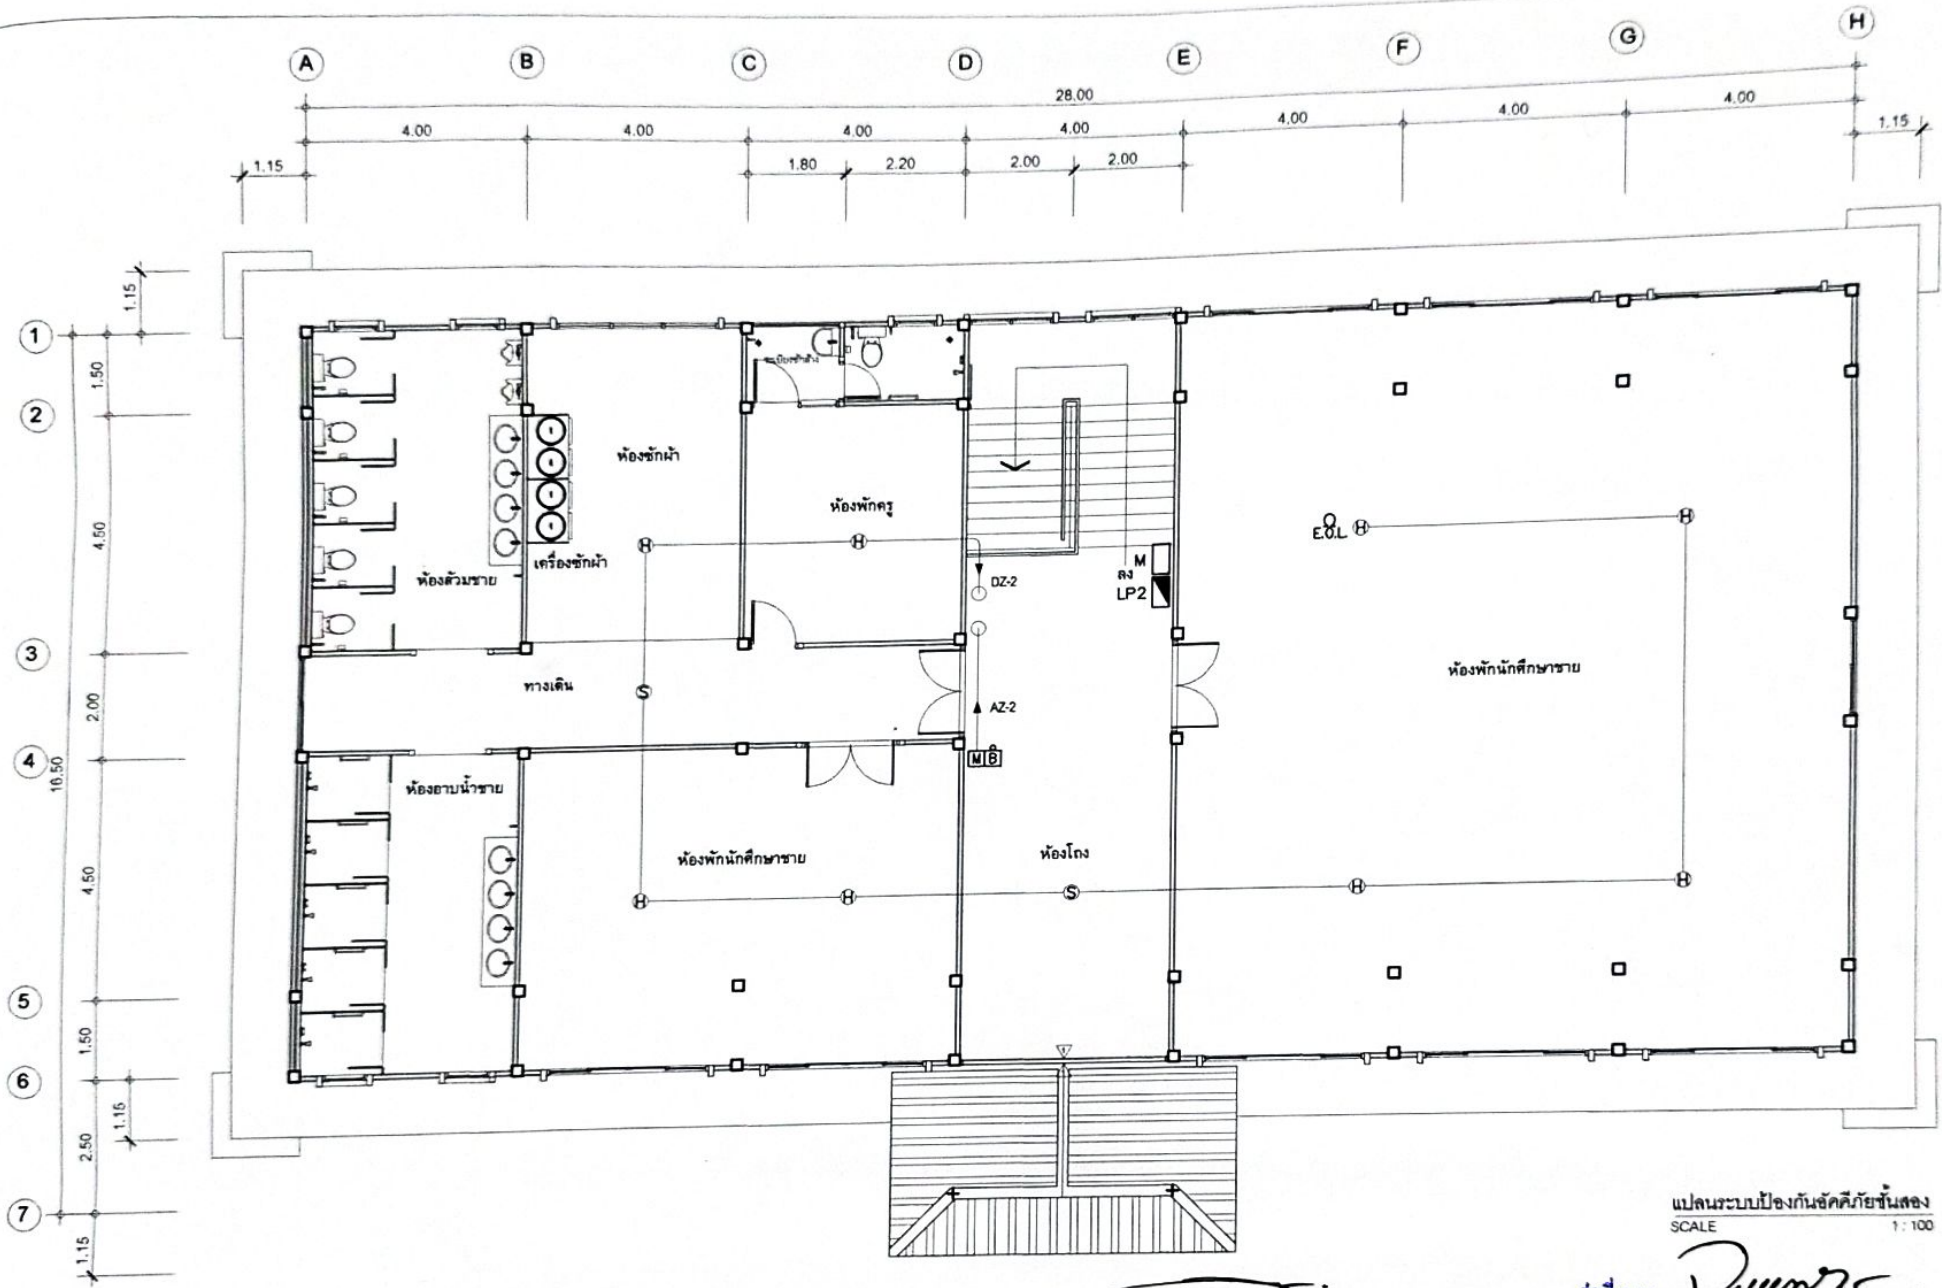 A B C D E F G H
28.00
4.00 4.00 4.00 4.00 4.00 4.00 4.00
1.15 1.80 2.20 2.00 2.00 1.15
1.15
1
1.50
2
ห้องซักผ้า
ห้องพักครู
4.50
E.O.L.
เครื่องซักผ้า
M
ห้องส้วมชาย
ลง
DZ-2
LP2
H H H H
3
ห้องพักนักศึกษาชาย
ทางเดิน
S
2.00
AZ-2
4
M B
16.50
ห้องอาบน้ำชาย
ห้องพักนักศึกษาชาย
ห้องโถง
4.50
H H S H H
5
1.50
6
1.15
2.50
7
1.15
แปลนระบบป้องกันอัคคีภัยชั้นสอง
SCALE 1 : 100